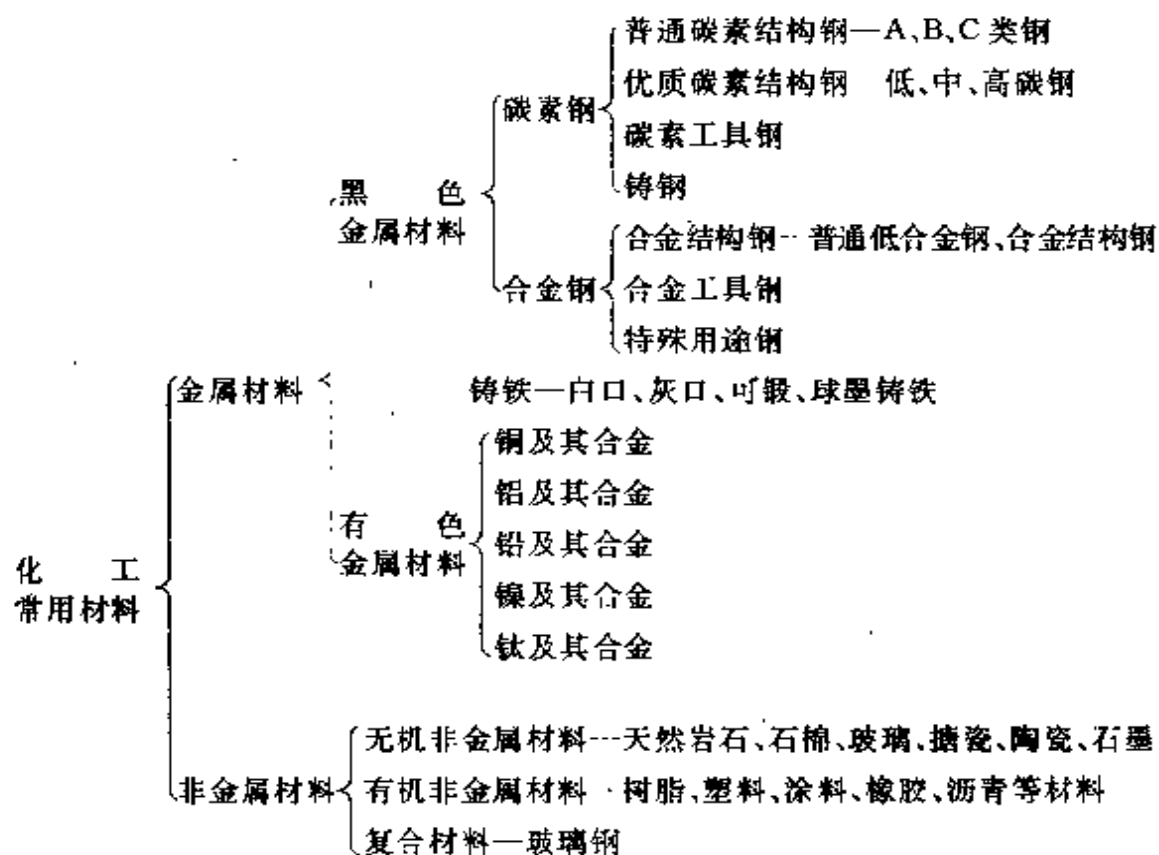 普通碳素结构钢—A、B、C类钢
优质碳素结构钢 低、中、高碳钢
碳素钢
碳素工具钢
铸钢
黑色
金属材料
合金结构钢--普通低合金钢、合金结构钢
合金钢
合金工具钢
特殊用途钢
金属材料
铸铁—白口、灰口、可锻、球墨铸铁
铜及其合金
铝及其合金
有色
金属材料
铅及其合金
镍及其合金
钛及其合金
化工
常用材料
无机非金属材料---天然岩石、石棉、玻璃、搪瓷、陶瓷、石墨
非金属材料
有机非金属材料·树脂、塑料、涂料、橡胶、沥青等材料
复合材料—玻璃钢